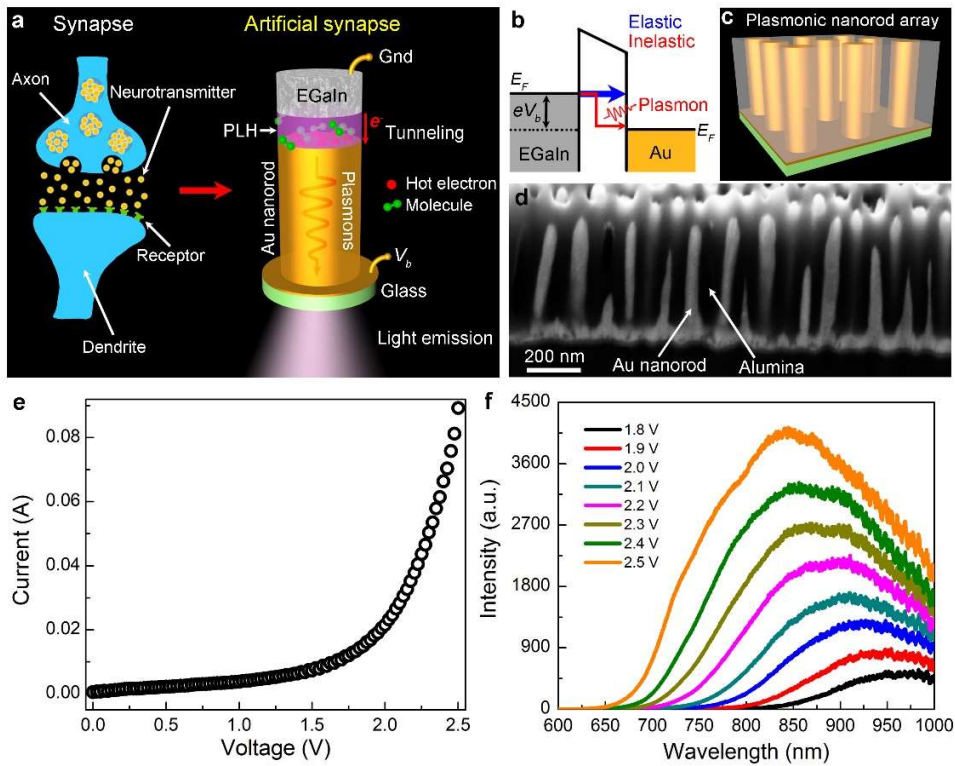 a
Synapse
Artificial synapse
Axon
Neurotransmitter
Receptor
Dendrite
Gnd
EGaIn
PLH
e-
Tunneling
Au nanorod
Plasmons
Hot electron
Molecule
Vb
Glass
Light emission
b
Elastic
Inelastic
EF
eVb
Plasmon
EF
EGaIn
Au
c
Plasmonic nanorod array
d
200 nm
Au nanorod
Alumina
e
Current (A)
0.08
0.06
0.04
0.02
0.00
0.0 0.5 1.0 1.5 2.0 2.5
Voltage (V)
f
Intensity (a.u.)
4500
3600
2700
1800
900
0
1.8 V
1.9 V
2.0 V
2.1 V
2.2 V
2.3 V
2.4 V
2.5 V
600 650 700 750 800 850 900 950 1000
Wavelength (nm)